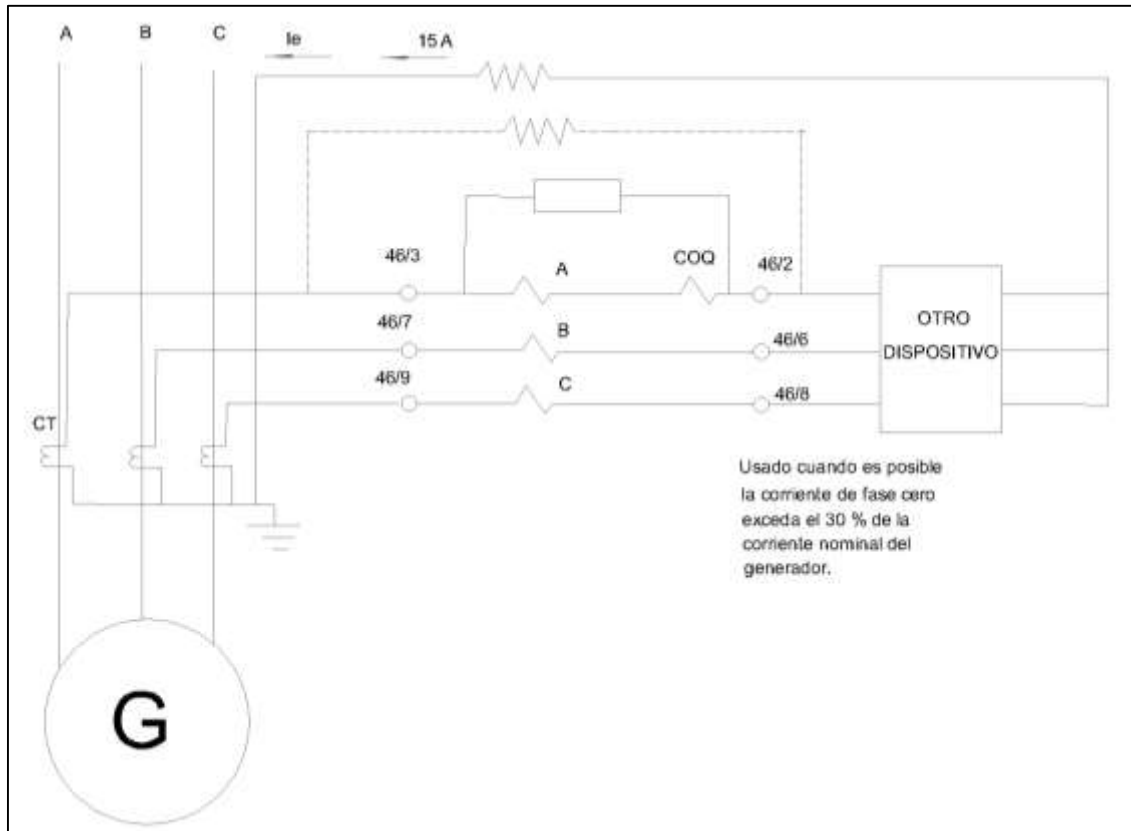 A B C Ie 15 A
46/3 A COQ 46/2
46/7 B 46/6
46/9 C 46/8
OTRO
DISPOSITIVO
CT
Usado cuando es posible
la corriente de fase cero
exceda el 30 % de la
corriente nominal del
generador.
G